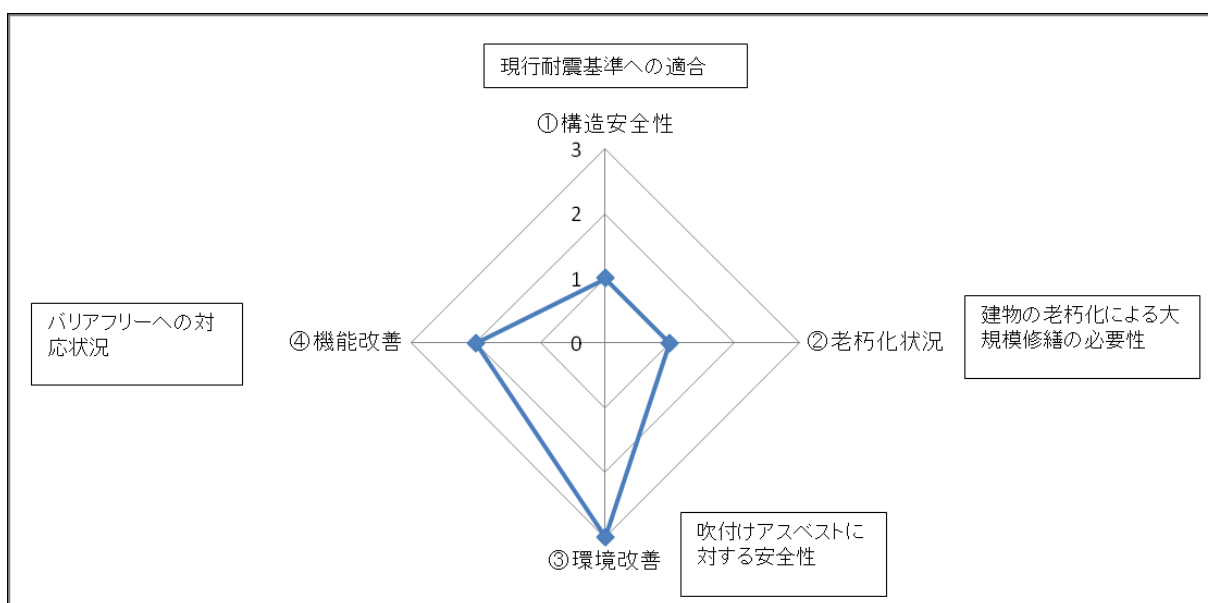 現行耐震基準への適合
①構造安全性
3
2
1
0
バリアフリーへの対
応状況
④機能改善
②老朽化状況
建物の老朽化による大
規模修繕の必要性
③環境改善
吹付けアスベストに
対する安全性